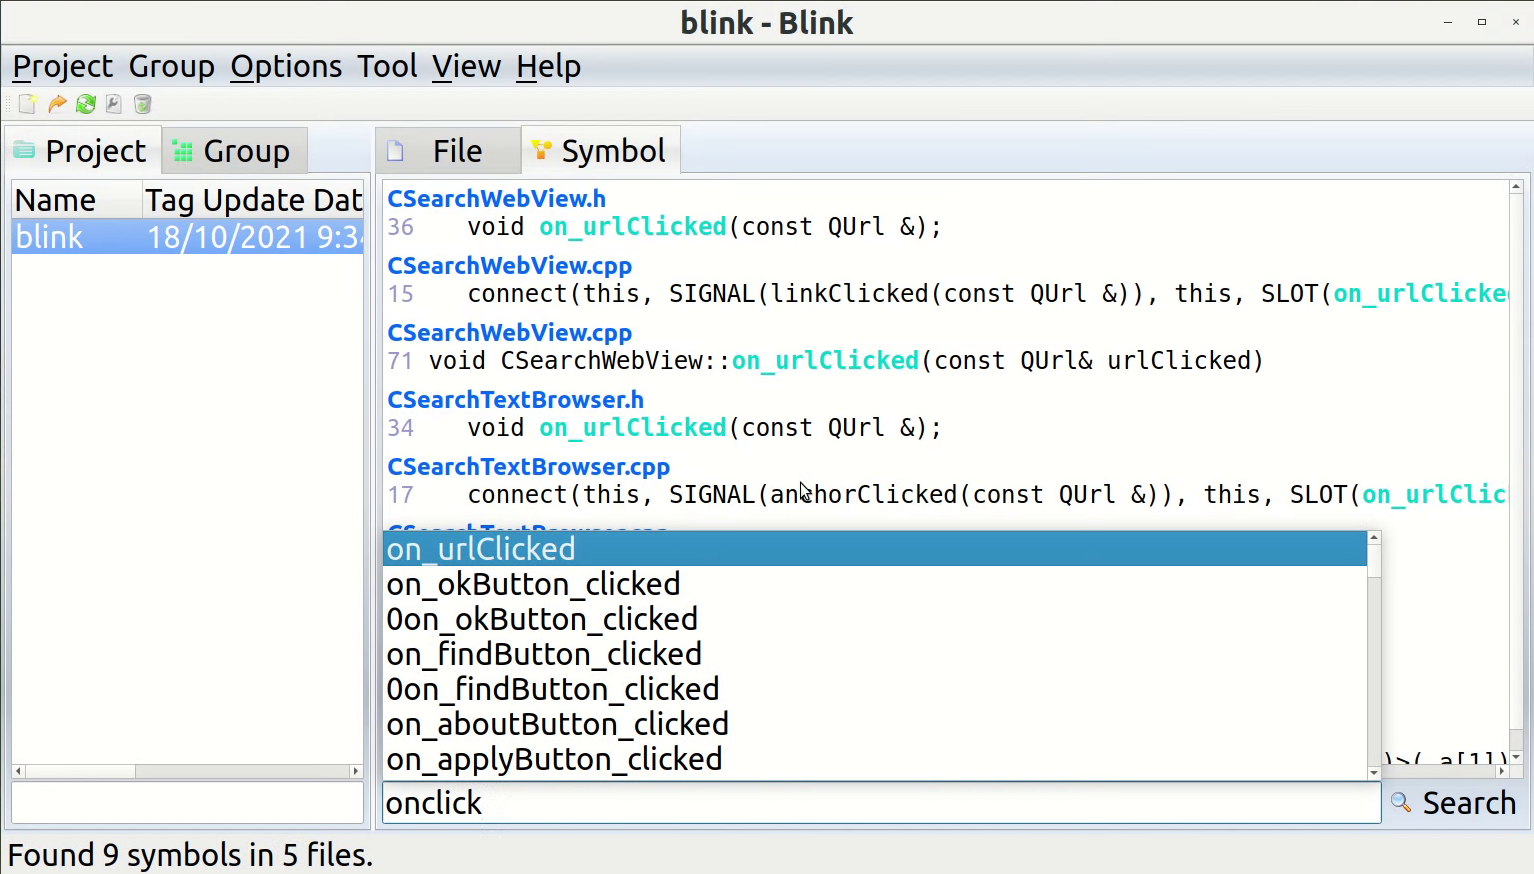 blink - Blink
Project Group Options Tool View Help
Project Group
File Symbol
Name Tag Update Dat
blink 18/10/2021 9:34
CSearchWebView.h
36 void on_urlClicked(const QUrl &);
CSearchWebView.cpp
15 connect(this, SIGNAL(linkClicked(const QUrl &)), this, SLOT(on_urlClicke
CSearchWebView.cpp
71 void CSearchWebView::on_urlClicked(const QUrl& urlClicked)
CSearchTextBrowser.h
34 void on_urlClicked(const QUrl &);
CSearchTextBrowser.cpp
17 connect(this, SIGNAL(anchorClicked(const QUrl &)), this, SLOT(on_urlClic
on_urlClicked
on_okButton_clicked
0on_okButton_clicked
on_findButton_clicked
0on_findButton_clicked
on_aboutButton_clicked
on_applyButton_clicked
)>(_a[1])
onclick
Search
Found 9 symbols in 5 files.